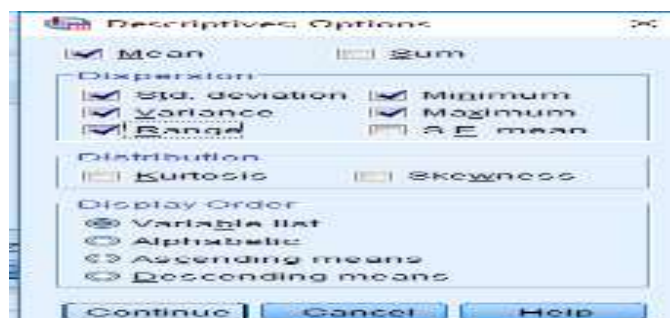 Descriptives: Options
Mean Sum
Dispersion
Std. deviation Minimum
Variance Maximum
Range S.E. mean
Distribution
Kurtosis Skewness
Display Order
Variable list
Alphabetic
Ascending means
Descending means
Continue Cancel Help